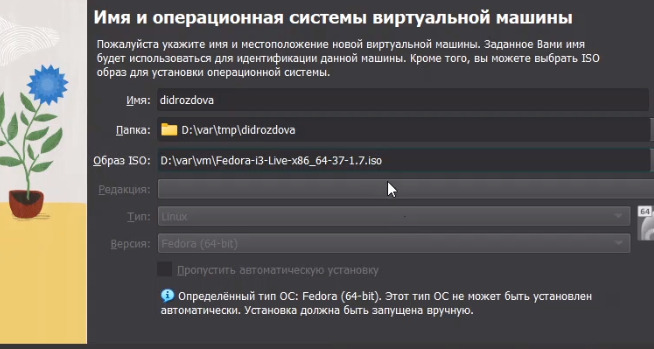 Имя и операционная системы виртуальной машины
Пожалуйста укажите имя и местоположение новой виртуальной машины. Заданное Вами имя
будет использоваться для идентификации данной машины. Кроме того, вы можете выбрать ISO
образ для установки операционной системы.
Имя: didrozdova
Папка: D:\var\tmp\didrozdova
Образ ISO: D:\var\vm\Fedora-i3-Live-x86_64-37-1.7.iso
Редакция:
Тип: Linux 64
Версия: Fedora (64-bit)
Пропустить автоматическую установку
Определённый тип ОС: Fedora (64-bit). Этот тип ОС не может быть установлен
автоматически. Установка должна быть запущена вручную.